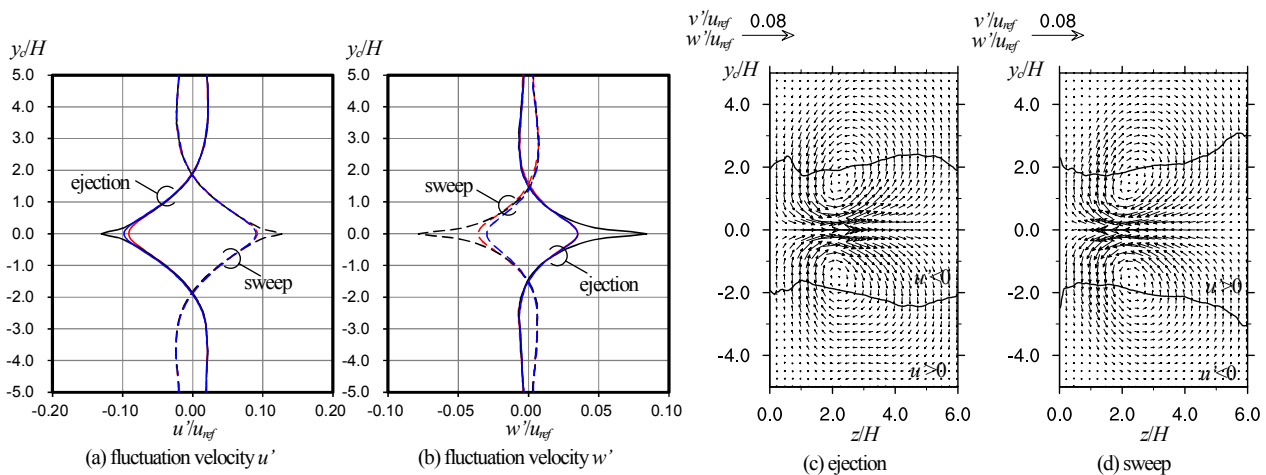 y_c/H
5.0
4.0
3.0
2.0
1.0
0.0
-1.0
-2.0
-3.0
-4.0
-5.0
ejection
sweep
-0.20 -0.10 0.00 0.10 0.20
u'/u_ref
(a) fluctuation velocity u'
y_c/H
5.0
4.0
3.0
2.0
1.0
0.0
-1.0
-2.0
-3.0
-4.0
-5.0
sweep
ejection
-0.10 -0.05 0.00 0.05 0.10
w'/u_ref
(b) fluctuation velocity w'
v'/u_ref 0.08
w'/u_ref
y_c/H
4.0
2.0
0.0
-2.0
-4.0
u'<0
u'>0
0.0 2.0 4.0 6.0
z/H
(c) ejection
v'/u_ref 0.08
w'/u_ref
y_c/H
4.0
2.0
0.0
-2.0
-4.0
u'>0
u'<0
0.0 2.0 4.0 6.0
z/H
(d) sweep